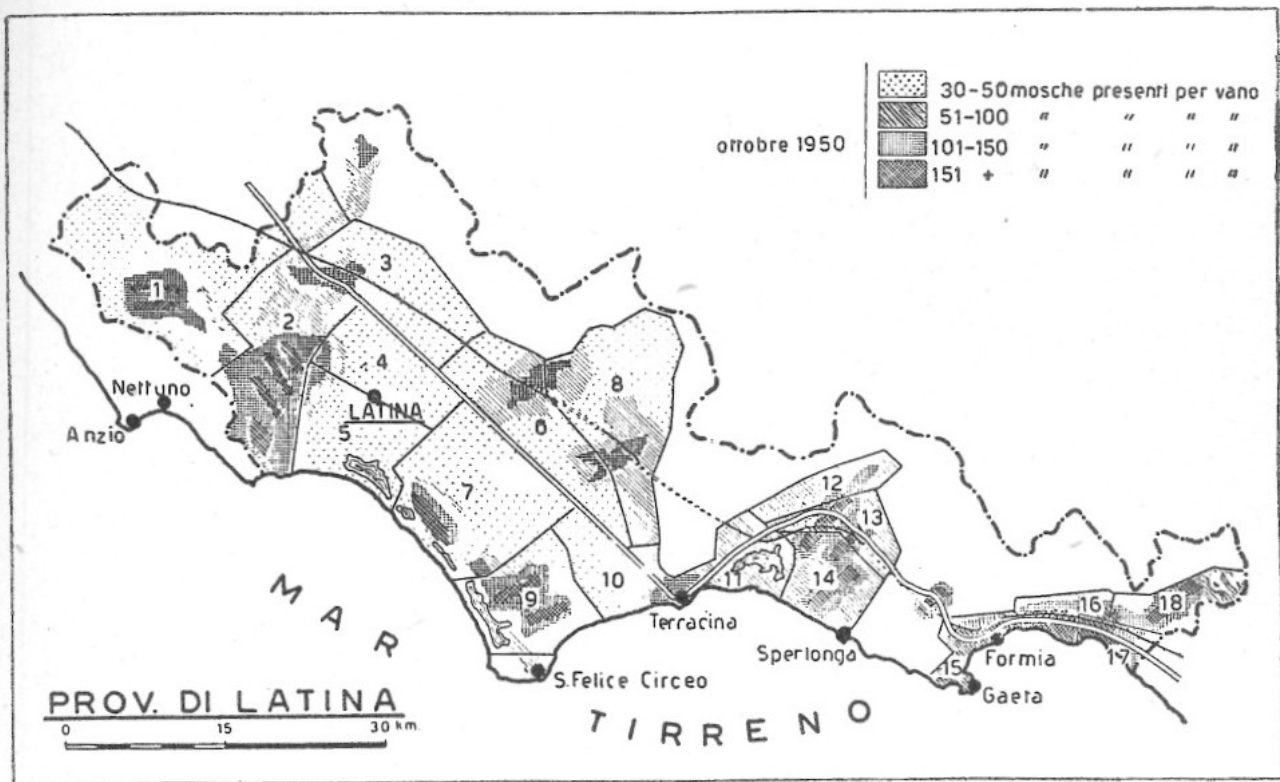 30-50 mosche presenti per vano
51-100 " " " "
ottobre 1950
101-150 " " " "
151 + " " " "
3
1
2
4
8
Nettuno
LATINA
Anzio
5
6
7
12
13
MAR
9
10
11
14
16
18
Terracina
Sperlonga
Formia
17
15
S.Felice Circeo
Gaeta
PROV. DI LATINA
TIRRENO
0 15 30 km.